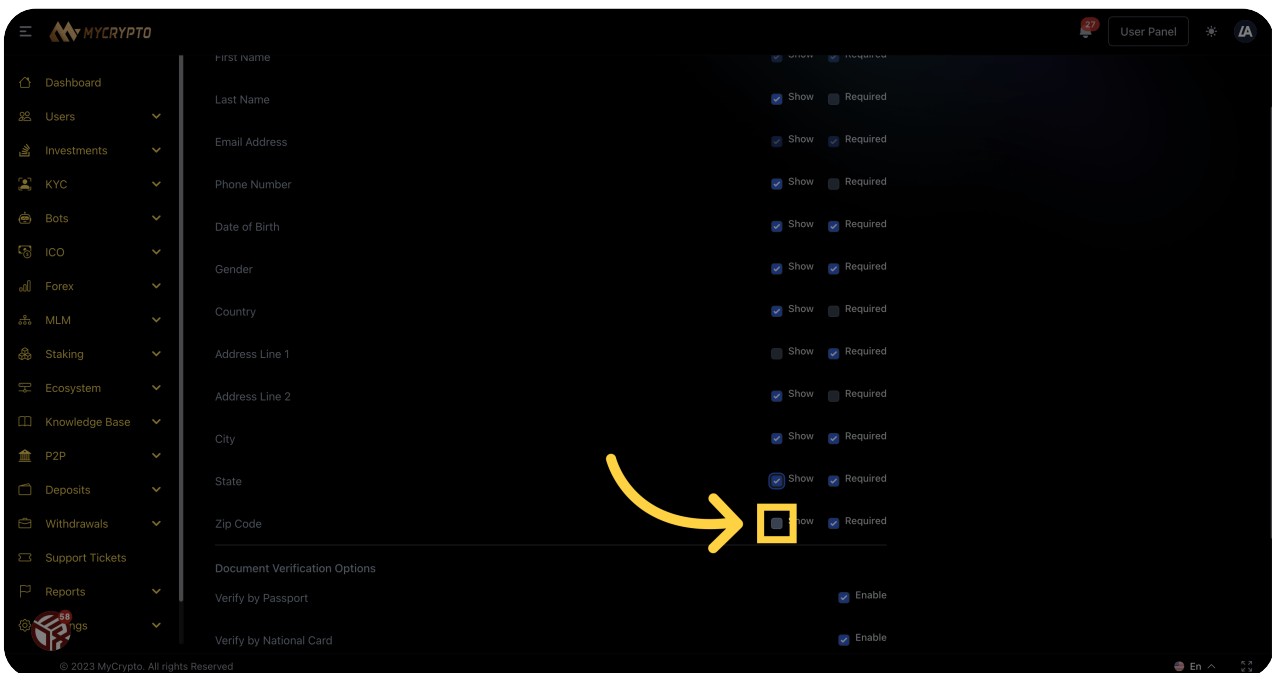 MYCRYPTO
27
User Panel
Dashboard
Users
Investments
KYC
Bots
ICO
Forex
MLM
Staking
Ecosystem
Knowledge Base
P2P
Deposits
Withdrawals
Support Tickets
Reports
58
ngs
First Name Show Required
Last Name Show Required
Email Address Show Required
Phone Number Show Required
Date of Birth Show Required
Gender Show Required
Country Show Required
Address Line 1 Show Required
Address Line 2 Show Required
City Show Required
State Show Required
Zip Code Show Required
Document Verification Options
Verify by Passport Enable
Verify by National Card Enable
© 2023 MyCrypto. All rights Reserved
En